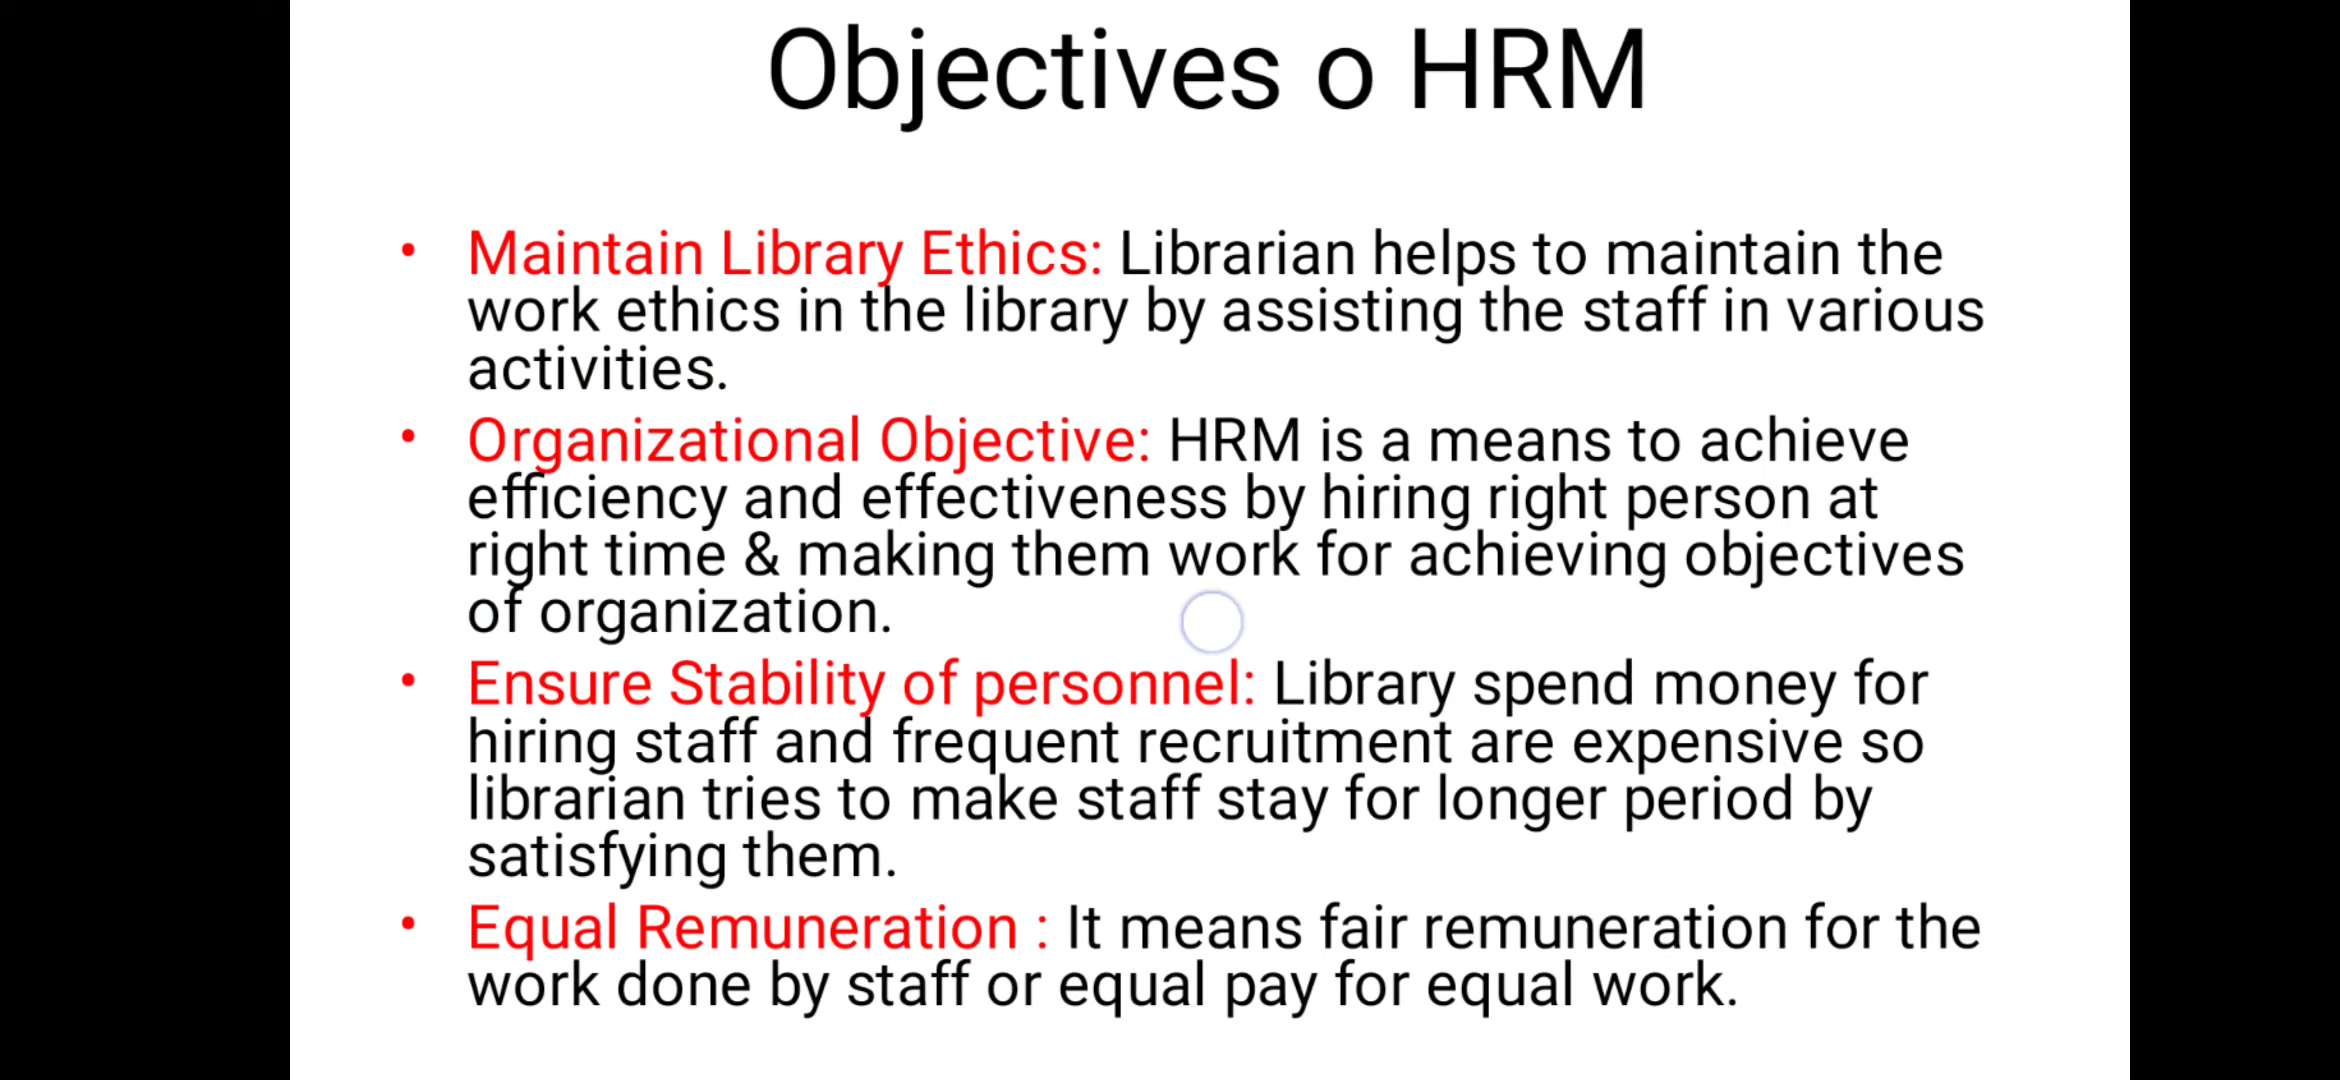 Objectives o HRM
• Maintain Library Ethics: Librarian helps to maintain the
work ethics in the library by assisting the staff in various
activities.
• Organizational Objective: HRM is a means to achieve
efficiency and effectiveness by hiring right person at
right time & making them work for achieving objectives
of organization.
• Ensure Stability of personnel: Library spend money for
hiring staff and frequent recruitment are expensive so
librarian tries to make staff stay for longer period by
satisfying them.
• Equal Remuneration : It means fair remuneration for the
work done by staff or equal pay for equal work.